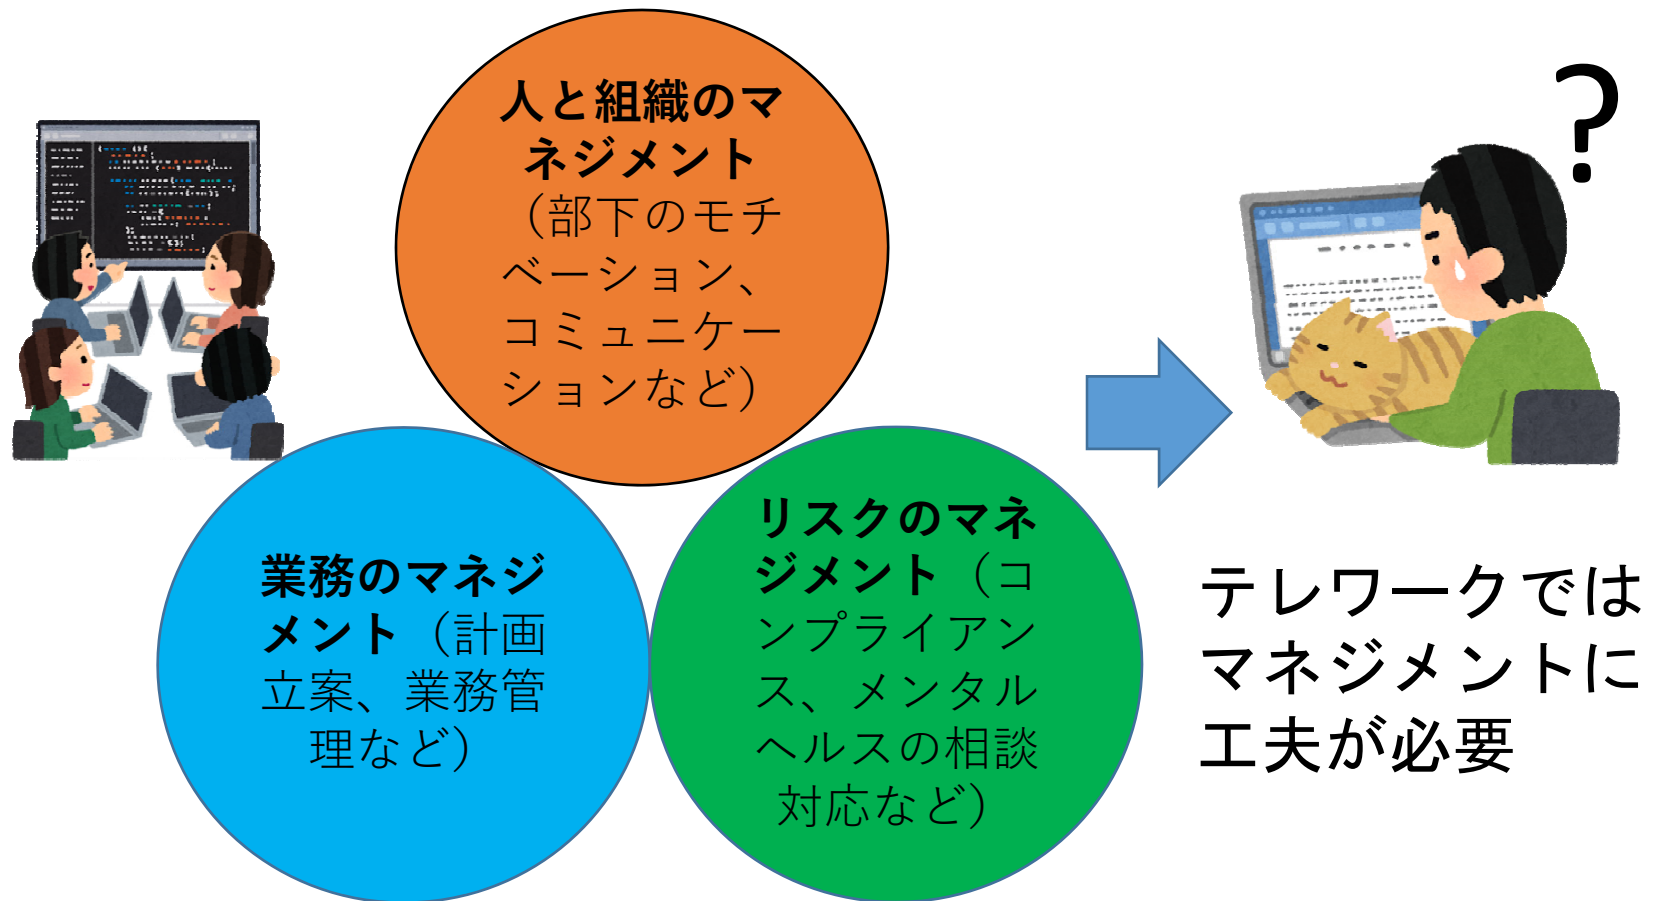 人と組織のマ
ネジメント
（部下のモチ
ベーション、
コミュニケー
ションなど）
業務のマネジ
メント（計画
立案、業務管
理など）
リスクのマネ
ジメント（コ
ンプライアン
ス、メンタル
ヘルスの相談
対応など）
?
テレワークでは
マネジメントに
工夫が必要